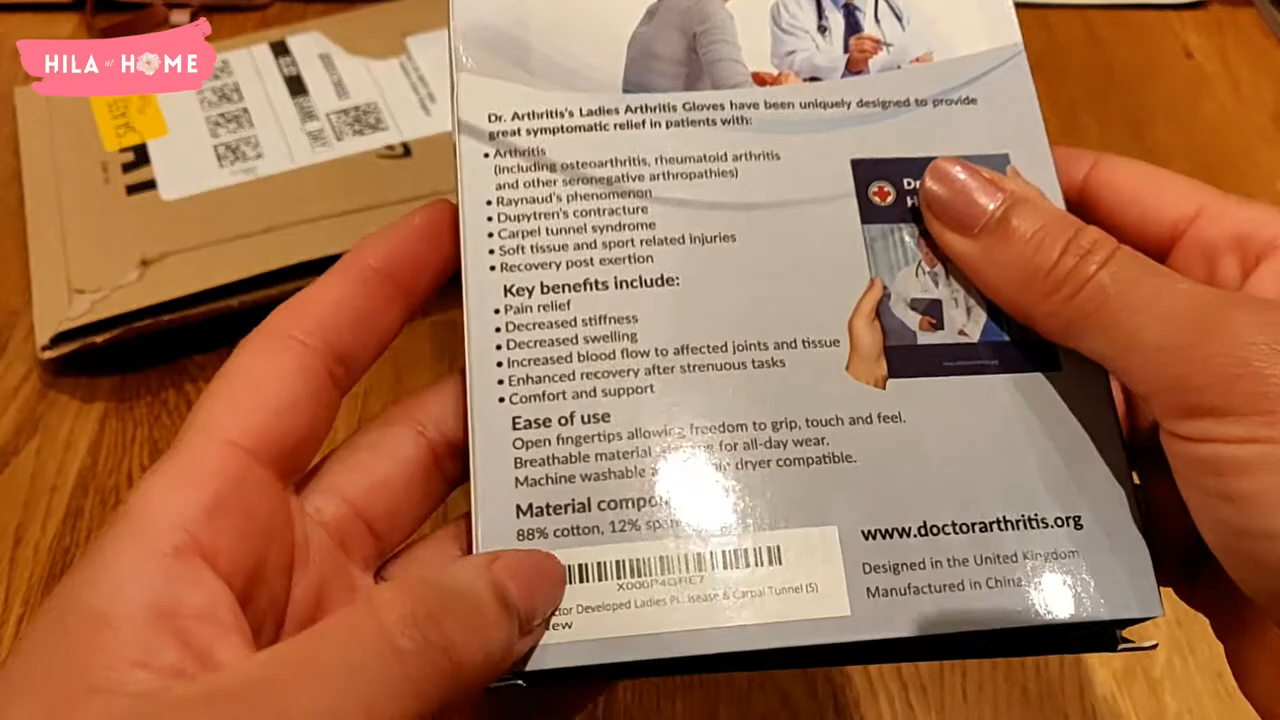 HILA at HOME
SAME DAY
Dr. Arthritis's Ladies Arthritis Gloves have been uniquely designed to provide
great symptomatic relief in patients with:
• Arthritis
(including osteoarthritis, rheumatoid arthritis
and other seronegative arthropathies)
• Raynaud's phenomenon
• Dupytren's contracture
• Carpel tunnel syndrome
• Soft tissue and sport related injuries
• Recovery post exertion
Key benefits include:
• Pain relief
• Decreased stiffness
• Decreased swelling
• Increased blood flow to affected joints and tissue
• Enhanced recovery after strenuous tasks
• Comfort and support
Ease of use
Open fingertips allowing freedom to grip, touch and feel.
Breathable material for all-day wear.
Machine washable dryer compatible.
Material
88% cotton, 12%
X000P4GRE7
Developed Ladies & Carpal Tunnel (S)
www.doctorarthritis.org
Designed in the United Kingdom
Manufactured in China